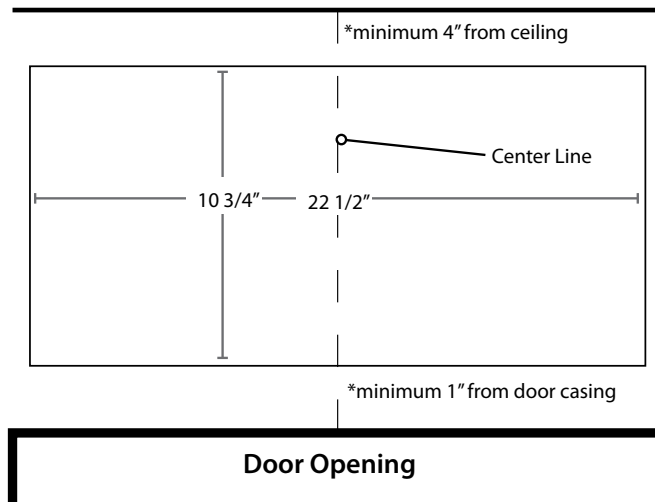 *minimum 4” from ceiling
Center Line
10 3/4”
22 1/2”
*minimum 1” from door casing
Door Opening